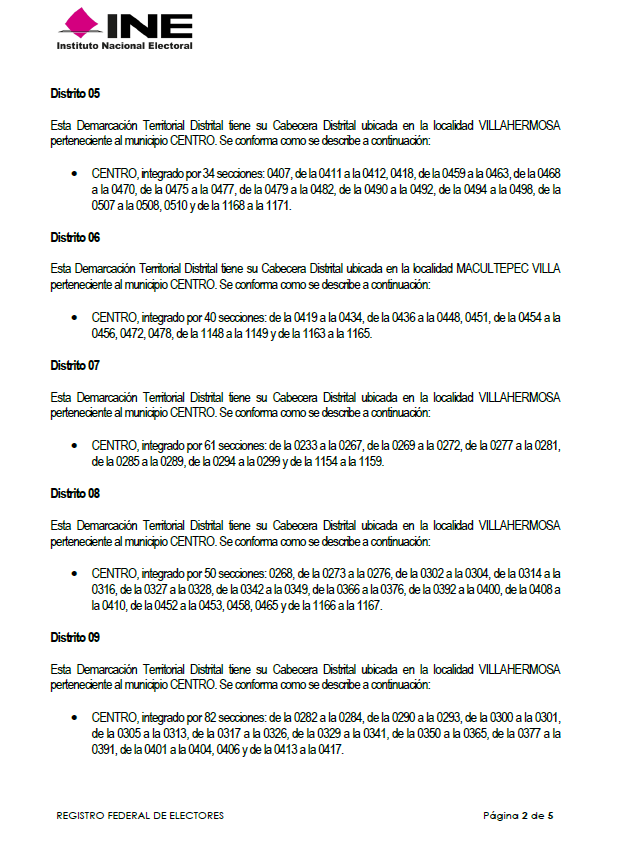 INE
Instituto Nacional Electoral
Distrito 05
Esta Demarcación Territorial Distrital tiene su Cabecera Distrital ubicada en la localidad VILLAHERMOSA
perteneciente al municipio CENTRO. Se conforma como se describe a continuación:
• CENTRO, integrado por 34 secciones: 0407, de la 0411 a la 0412, 0418, de la 0459 a la 0463, de la 0468
a la 0470, de la 0475 a la 0477, de la 0479 a la 0482, de la 0490 a la 0492, de la 0494 a la 0498, de la
0507 a la 0508, 0510 y de la 1168 a la 1171.
Distrito 06
Esta Demarcación Territorial Distrital tiene su Cabecera Distrital ubicada en la localidad MACULTEPEC VILLA
perteneciente al municipio CENTRO. Se conforma como se describe a continuación:
• CENTRO, integrado por 40 secciones: de la 0419 a la 0434, de la 0436 a la 0448, 0451, de la 0454 a la
0456, 0472, 0478, de la 1148 a la 1149 y de la 1163 a la 1165.
Distrito 07
Esta Demarcación Territorial Distrital tiene su Cabecera Distrital ubicada en la localidad VILLAHERMOSA
perteneciente al municipio CENTRO. Se conforma como se describe a continuación:
• CENTRO, integrado por 61 secciones: de la 0233 a la 0267, de la 0269 a la 0272, de la 0277 a la 0281,
de la 0285 a la 0289, de la 0294 a la 0299 y de la 1154 a la 1159.
Distrito 08
Esta Demarcación Territorial Distrital tiene su Cabecera Distrital ubicada en la localidad VILLAHERMOSA
perteneciente al municipio CENTRO. Se conforma como se describe a continuación:
• CENTRO, integrado por 50 secciones: 0268, de la 0273 a la 0276, de la 0302 a la 0304, de la 0314 a la
0316, de la 0327 a la 0328, de la 0342 a la 0349, de la 0366 a la 0376, de la 0392 a la 0400, de la 0408 a
la 0410, de la 0452 a la 0453, 0458, 0465 y de la 1166 a la 1167.
Distrito 09
Esta Demarcación Territorial Distrital tiene su Cabecera Distrital ubicada en la localidad VILLAHERMOSA
perteneciente al municipio CENTRO. Se conforma como se describe a continuación:
• CENTRO, integrado por 82 secciones: de la 0282 a la 0284, de la 0290 a la 0293, de la 0300 a la 0301,
de la 0305 a la 0313, de la 0317 a la 0326, de la 0329 a la 0341, de la 0350 a la 0365, de la 0377 a la
0391, de la 0401 a la 0404, 0406 y de la 0413 a la 0417.
REGISTRO FEDERAL DE ELECTORES Página 2 de 5